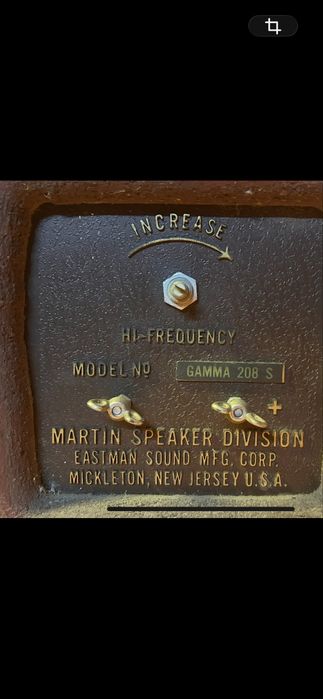 INCREASE
HI-FREQUENCY
MODEL NO GAMMA 208 S
+
MARTIN SPEAKER DIVISION
EASTMAN SOUND MFG. CORP.
MICKLETON, NEW JERSEY U.S.A.